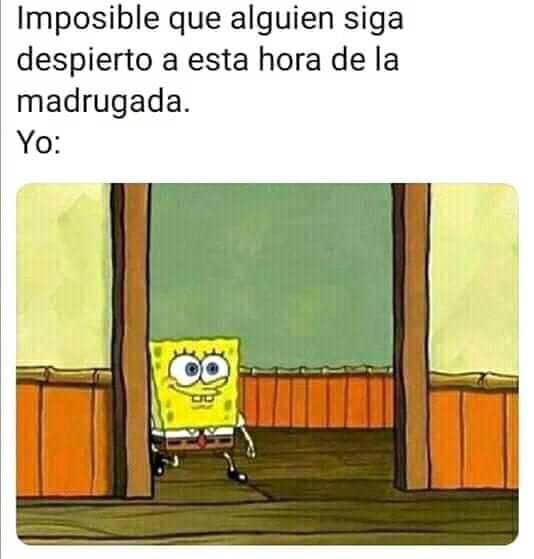 Imposible que alguien siga
despierto a esta hora de la
madrugada.
Yo: